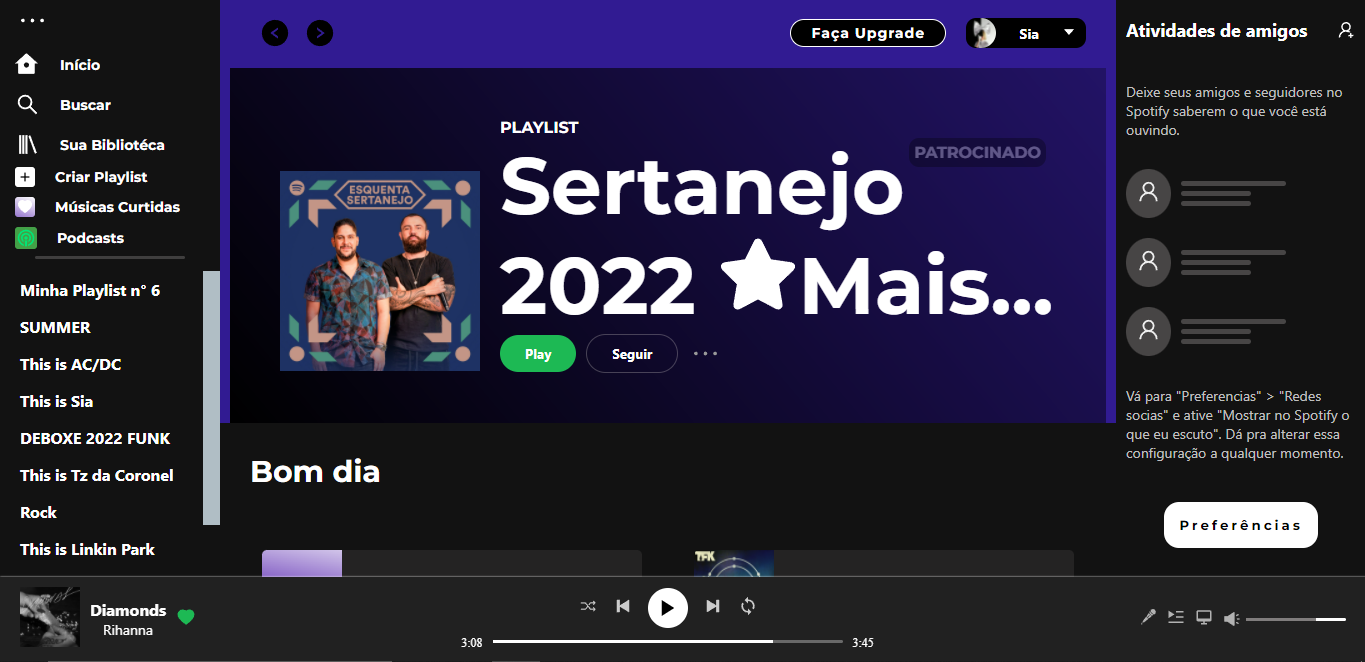 Início
Buscar
Sua Bibliotéca
Criar Playlist
Músicas Curtidas
Podcasts
Minha Playlist n° 6
SUMMER
This is AC/DC
This is Sia
DEBOXE 2022 FUNK
This is Tz da Coronel
Rock
This is Linkin Park
Faça Upgrade
Sia
PLAYLIST
PATROCINADO
Sertanejo
2022 ★Mais...
ESQUENTA
SERTANEJO
Play
Seguir
Bom dia
TFK
Atividades de amigos
Deixe seus amigos e seguidores no
Spotify saberem o que você está
ouvindo.
Vá para "Preferencias" > "Redes
socias" e ative "Mostrar no Spotify o
que eu escuto". Dá pra alterar essa
configuração a qualquer momento.
Preferências
Diamonds
Rihanna
3:08
3:45